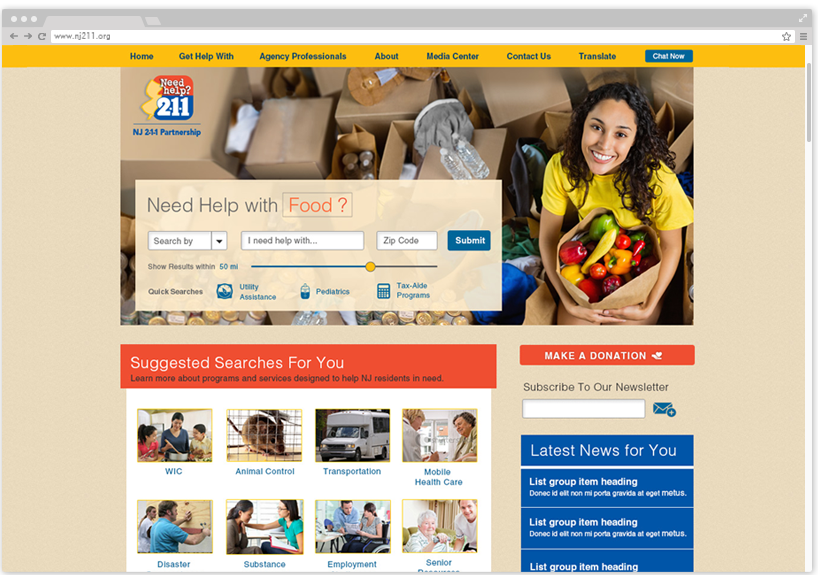 www.nj211.org
Home Get Help With Agency Professionals About Media Center Contact Us Translate Chat Now
Need
help?
211
NJ 2-1-1 Partnership
Need Help with Food ?
Search by I need help with... Zip Code Submit
Show Results within 50 mi
Quick Searches
Utility
Assistance
Pediatrics
Tax-Aide
Programs
Suggested Searches For You
Learn more about programs and services designed to help NJ residents in need.
WIC
Animal Control
Transportation
Mobile
Health Care
Disaster
Substance
Employment
Senior
Resources
MAKE A DONATION
Subscribe To Our Newsletter
Latest News for You
List group item heading
Donec id elit non mi porta gravida at eget metus.
List group item heading
Donec id elit non mi porta gravida at eget metus.
List group item heading